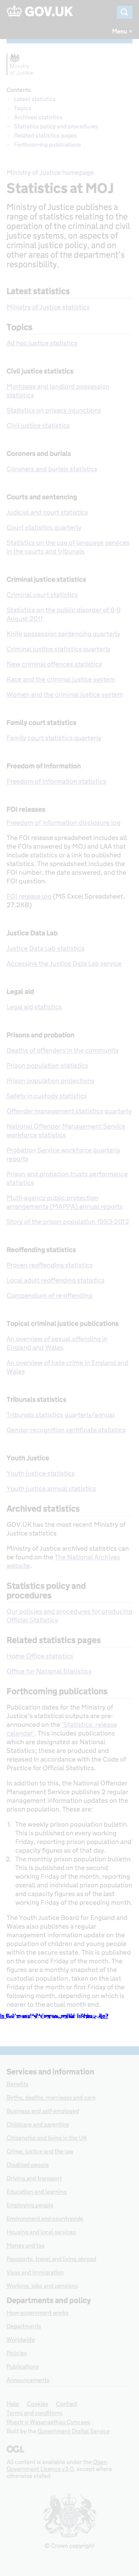 GOV.UK
Menu
Ministry
of Justice
Contents
Latest statistics
Topics
Archived statistics
Statistics policy and procedures
Related statistics pages
Forthcoming publications
Ministry of Justice homepage
Statistics at MOJ
Ministry of Justice publishes a
range of statistics relating to the
operation of the different
elements of the criminal and civil
justice systems, other aspects of
justice policy and other areas of
the department's
responsibility.
Latest statistics
Ministry of Justice statistics
Topics
Ad hoc justice statistics
Civil justice statistics
Mortgage and landlord possession
statistics
Statistics on privacy injunctions
Civil justice statistics
Coroners and burials
Coroners and burials statistics
Courts and sentencing
Judicial and court statistics
Court statistics quarterly
Statistics on the use of language services
in the courts and tribunals
Criminal justice statistics
Criminal court statistics
Statistics on the public disorder of 6-9
August 2011
Knife possession sentencing quarterly
Criminal justice statistics quarterly
New criminal offences statistics
Race and the criminal justice system
Women and the criminal justice system
Family court statistics
Family court statistics quarterly
Freedom of Information
Freedom of information statistics
FOI releases
Freedom of Information disclosure log
The FOI release spreadsheet includes FOIs
answered by MOJ and LAA that
include statistics or a link to published
statistics. The spreadsheet includes the
FOI number, the date answered, and the
FOI question.
FOI release log (MS Excel Spreadsheet,
27.2KB)
Justice Data Lab
Justice Data Lab statistics
Accessing the Justice Data Lab service
Legal aid
Legal aid statistics
Prisons and probation
Deaths of offenders in the community
Prison population statistics
Prison population projections
Safety in custody statistics
Offender management statistics quarterly
National Offender Management Service
workforce statistics
Probation Service workforce quarterly
reports
Prison and probation trusts performance
statistics
Multi-agency public protection
arrangements (MAPPA) annual reports
Story of the prison population 1993-2012
Reoffending statistics
Proven reoffending statistics
Local adult reoffending statistics
Compendium of re-offending
Topical criminal justice publications
An overview of sexual offending in
England and Wales
An overview of hate crime in England and
Wales
Tribunals statistics
Tribunals statistics quarterly/annual
Gender recognition certificate statistics
Youth Justice
Youth justice statistics
Youth justice annual statistics
Archived statistics
GOV.UK has the most recent Ministry of
Justice statistics
Ministry of Justice archived statistics can
be found on the The National Archives
website.
Statistics policy and
procedures
Our policies and procedures for producing
Official Statistics
Related statistics pages
Home Office statistics
Office for National Statistics
Forthcoming publications
Publication dates for the Ministry of
Justice's statistical outputs are pre-
announced on the 'Statistics: release
calendar'. This includes publications
which are designated as National
Statistics; these are produced and
released in accordance with the Code of
Practice for Official Statistics.
In addition to this, the National Offender
Management Service publishes 2 regular
management information outputs on the
prison population. These are:
1. The weekly prison population bulletin.
This is published on every working
Friday, reporting prison population and
capacity figures as of that day.
2. The monthly prison population bulletin.
This is published on the second
working Friday of the month, reporting
overall and individual prison population
and capacity figures as of the last
working Friday of the preceding month.
The Youth Justice Board for England and
Wales also publishes a regular
management information output on the
youth custody population within the
secure estate. This is published on the
second Friday of every month and
provides a snapshot of the number of
people in custody at a point in time, taken
on the last Friday of the month or first
Friday of the following month,
dependent on which is
nearer to the actual month end.
Services and information
Benefits
Births, deaths, marriages and care
Business and self-employed
Childcare and parenting
Citizenship and living in the UK
Crime, justice and the law
Disabled people
Driving and transport
Education and learning
Employing people
Environment and countryside
Housing and local services
Money and tax
Passports, travel and living abroad
Visas and immigration
Working, jobs and pensions
Departments and policy
How government works
Departments
Worldwide
Policies
Publications
Announcements
Help Cookies Contact
Terms and conditions
Rhestr o Wasanaethau Cymraeg
Built by the Government Digital Service
OGL
All content is available under the Open
Government Licence v3.0, except where
otherwise stated
© Crown copyright